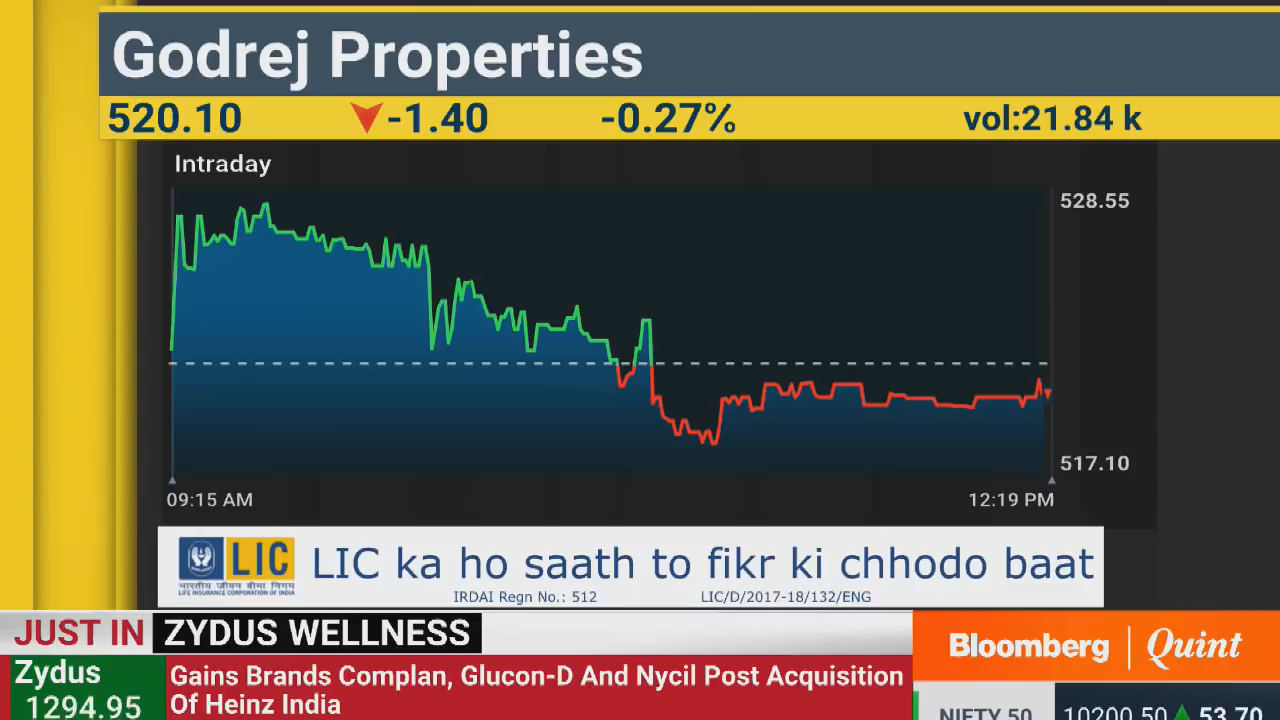 Godrej Properties
520.10 -1.40 -0.27% vol:21.84 k
Intraday
528.55
517.10
09:15 AM 12:19 PM
LIC
भारतीय जीवन बीमा निगम
LIFE INSURANCE CORPORATION OF INDIA
LIC ka ho saath to fikr ki chhodo baat
IRDAI Regn No.: 512 LIC/D/2017-18/132/ENG
JUST IN ZYDUS WELLNESS
Zydus
1294.95
Gains Brands Complan, Glucon-D And Nycil Post Acquisition
Of Heinz India
Bloomberg | Quint
NIFTY 50 10200.50 53.70